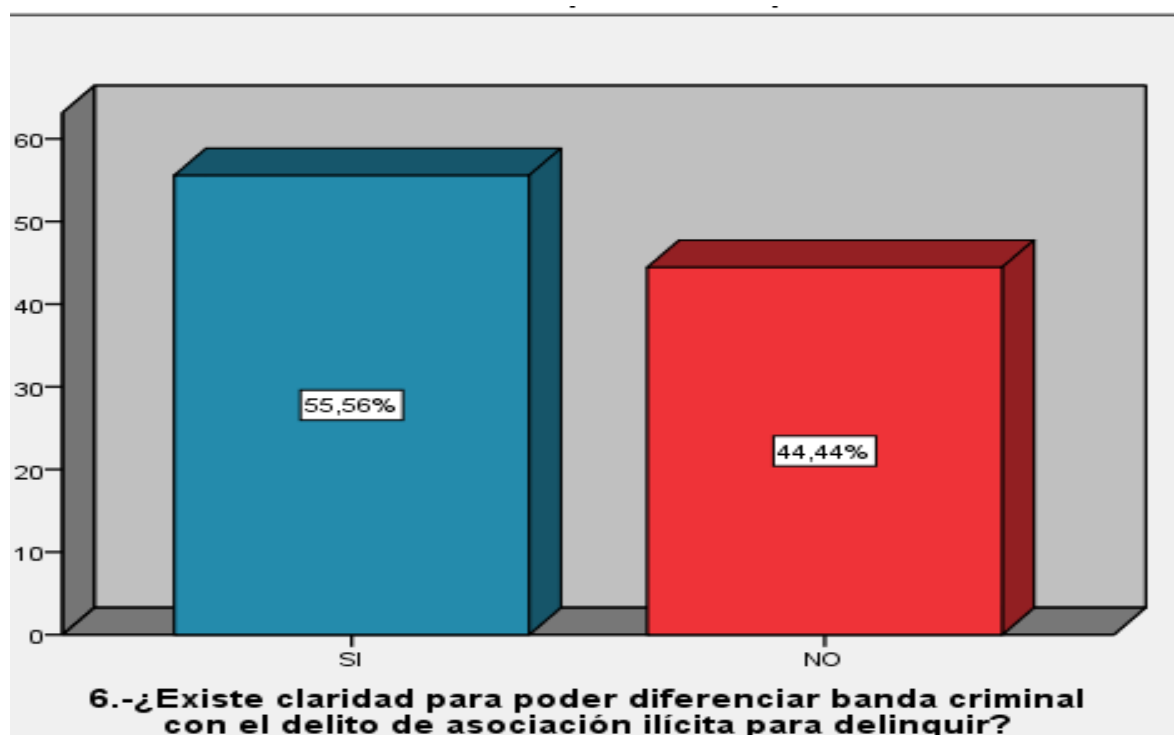 60
50
40
30
20
10
0
55,56%
44,44%
SI
NO
6.-¿Existe claridad para poder diferenciar banda criminal
con el delito de asociación ilícita para delinquir?